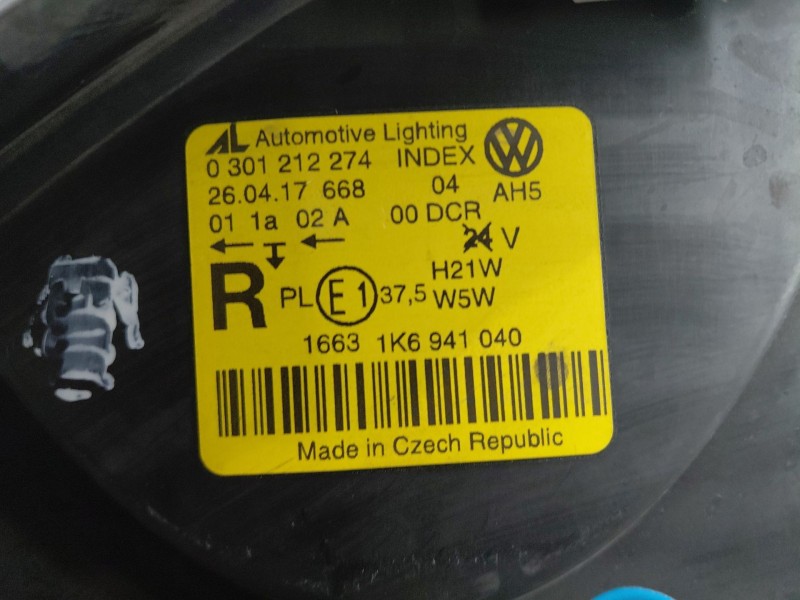 AL Automotive Lighting
0 301 212 274 INDEX
26.04.17 668 04 AH5
01 1a 02 A 00 DCR
24 V
R PL E1 37,5 H21W
W5W
1663 1K6 941 040
Made in Czech Republic